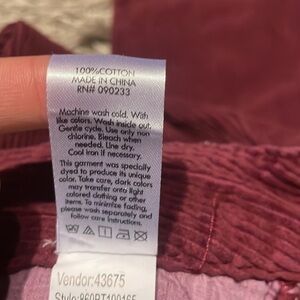 100%COTTON
MADE IN CHINA
RN# 090233
Machine wash cold. With
like colors. Wash inside out.
Gentle cycle. Use only non
chlorine. Bleach when
needed. Line dry.
Cool iron if necessary.
This garment was specially
dyed to produce its unique
color. Take care, dark colors
may transfer onto light
colored clothing or other
items. To minimize fading,
please wash separately and
follow care instructions.
Vendor:43675
Style:860PT100165